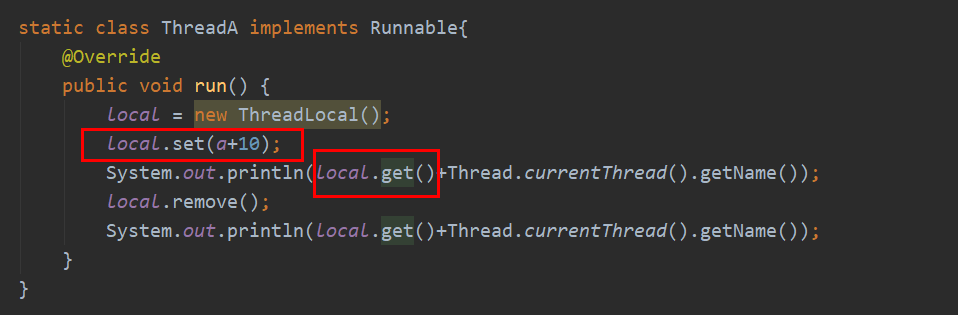 static class ThreadA implements Runnable{
@Override
public void run() {
local = new ThreadLocal();
local.set(a+10);
System.out.println(local.get()+Thread.currentThread().getName());
local.remove();
System.out.println(local.get()+Thread.currentThread().getName());
}
}